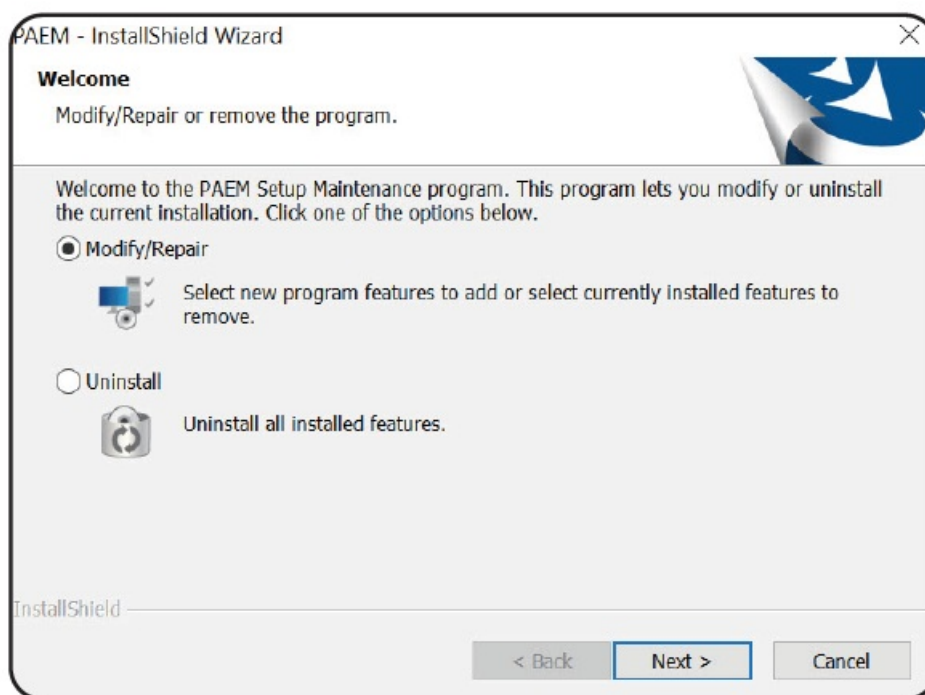 PAEM - InstallShield Wizard
Welcome
Modify/Repair or remove the program.
Welcome to the PAEM Setup Maintenance program. This program lets you modify or uninstall
the current installation. Click one of the options below.
Modify/Repair
Select new program features to add or select currently installed features to
remove.
Uninstall
Uninstall all installed features.
InstallShield
< Back Next > Cancel